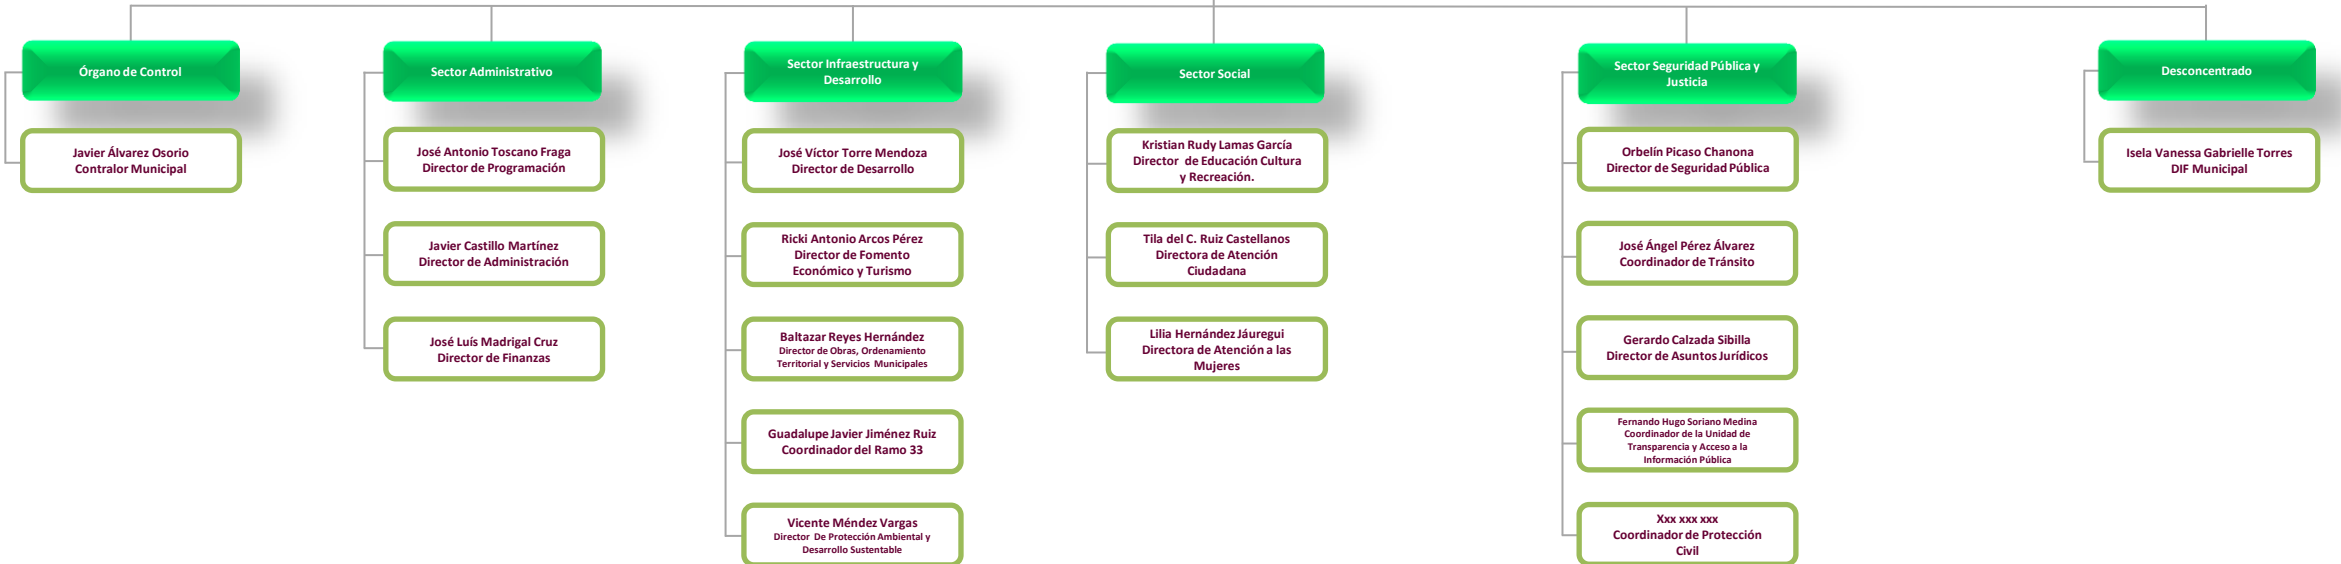 Órgano de Control
Javier Álvarez Osorio
Contralor Municipal
Sector Administrativo
José Antonio Toscano Fraga
Director de Programación
Javier Castillo Martínez
Director de Administración
José Luís Madrigal Cruz
Director de Finanzas
Sector Infraestructura y
Desarrollo
José Víctor Torre Mendoza
Director de Desarrollo
Ricki Antonio Arcos Pérez
Director de Fomento
Económico y Turismo
Baltazar Reyes Hernández
Director de Obras, Ordenamiento
Territorial y Servicios Municipales
Guadalupe Javier Jiménez Ruiz
Coordinador del Ramo 33
Vicente Méndez Vargas
Director De Protección Ambiental y
Desarrollo Sustentable
Sector Social
Kristian Rudy Lamas García
Director de Educación Cultura
y Recreación.
Tila del C. Ruiz Castellanos
Directora de Atención
Ciudadana
Lilia Hernández Jáuregui
Directora de Atención a las
Mujeres
Sector Seguridad Pública y
Justicia
Orbelín Picaso Chanona
Director de Seguridad Pública
José Ángel Pérez Álvarez
Coordinador de Tránsito
Gerardo Calzada Sibilla
Director de Asuntos Jurídicos
Fernando Hugo Soriano Medina
Coordinador de la Unidad de
Transparencia y Acceso a la
Información Pública
Xxx xxx xxx
Coordinador de Protección
Civil
Desconcentrado
Isela Vanessa Gabrielle Torres
DIF Municipal